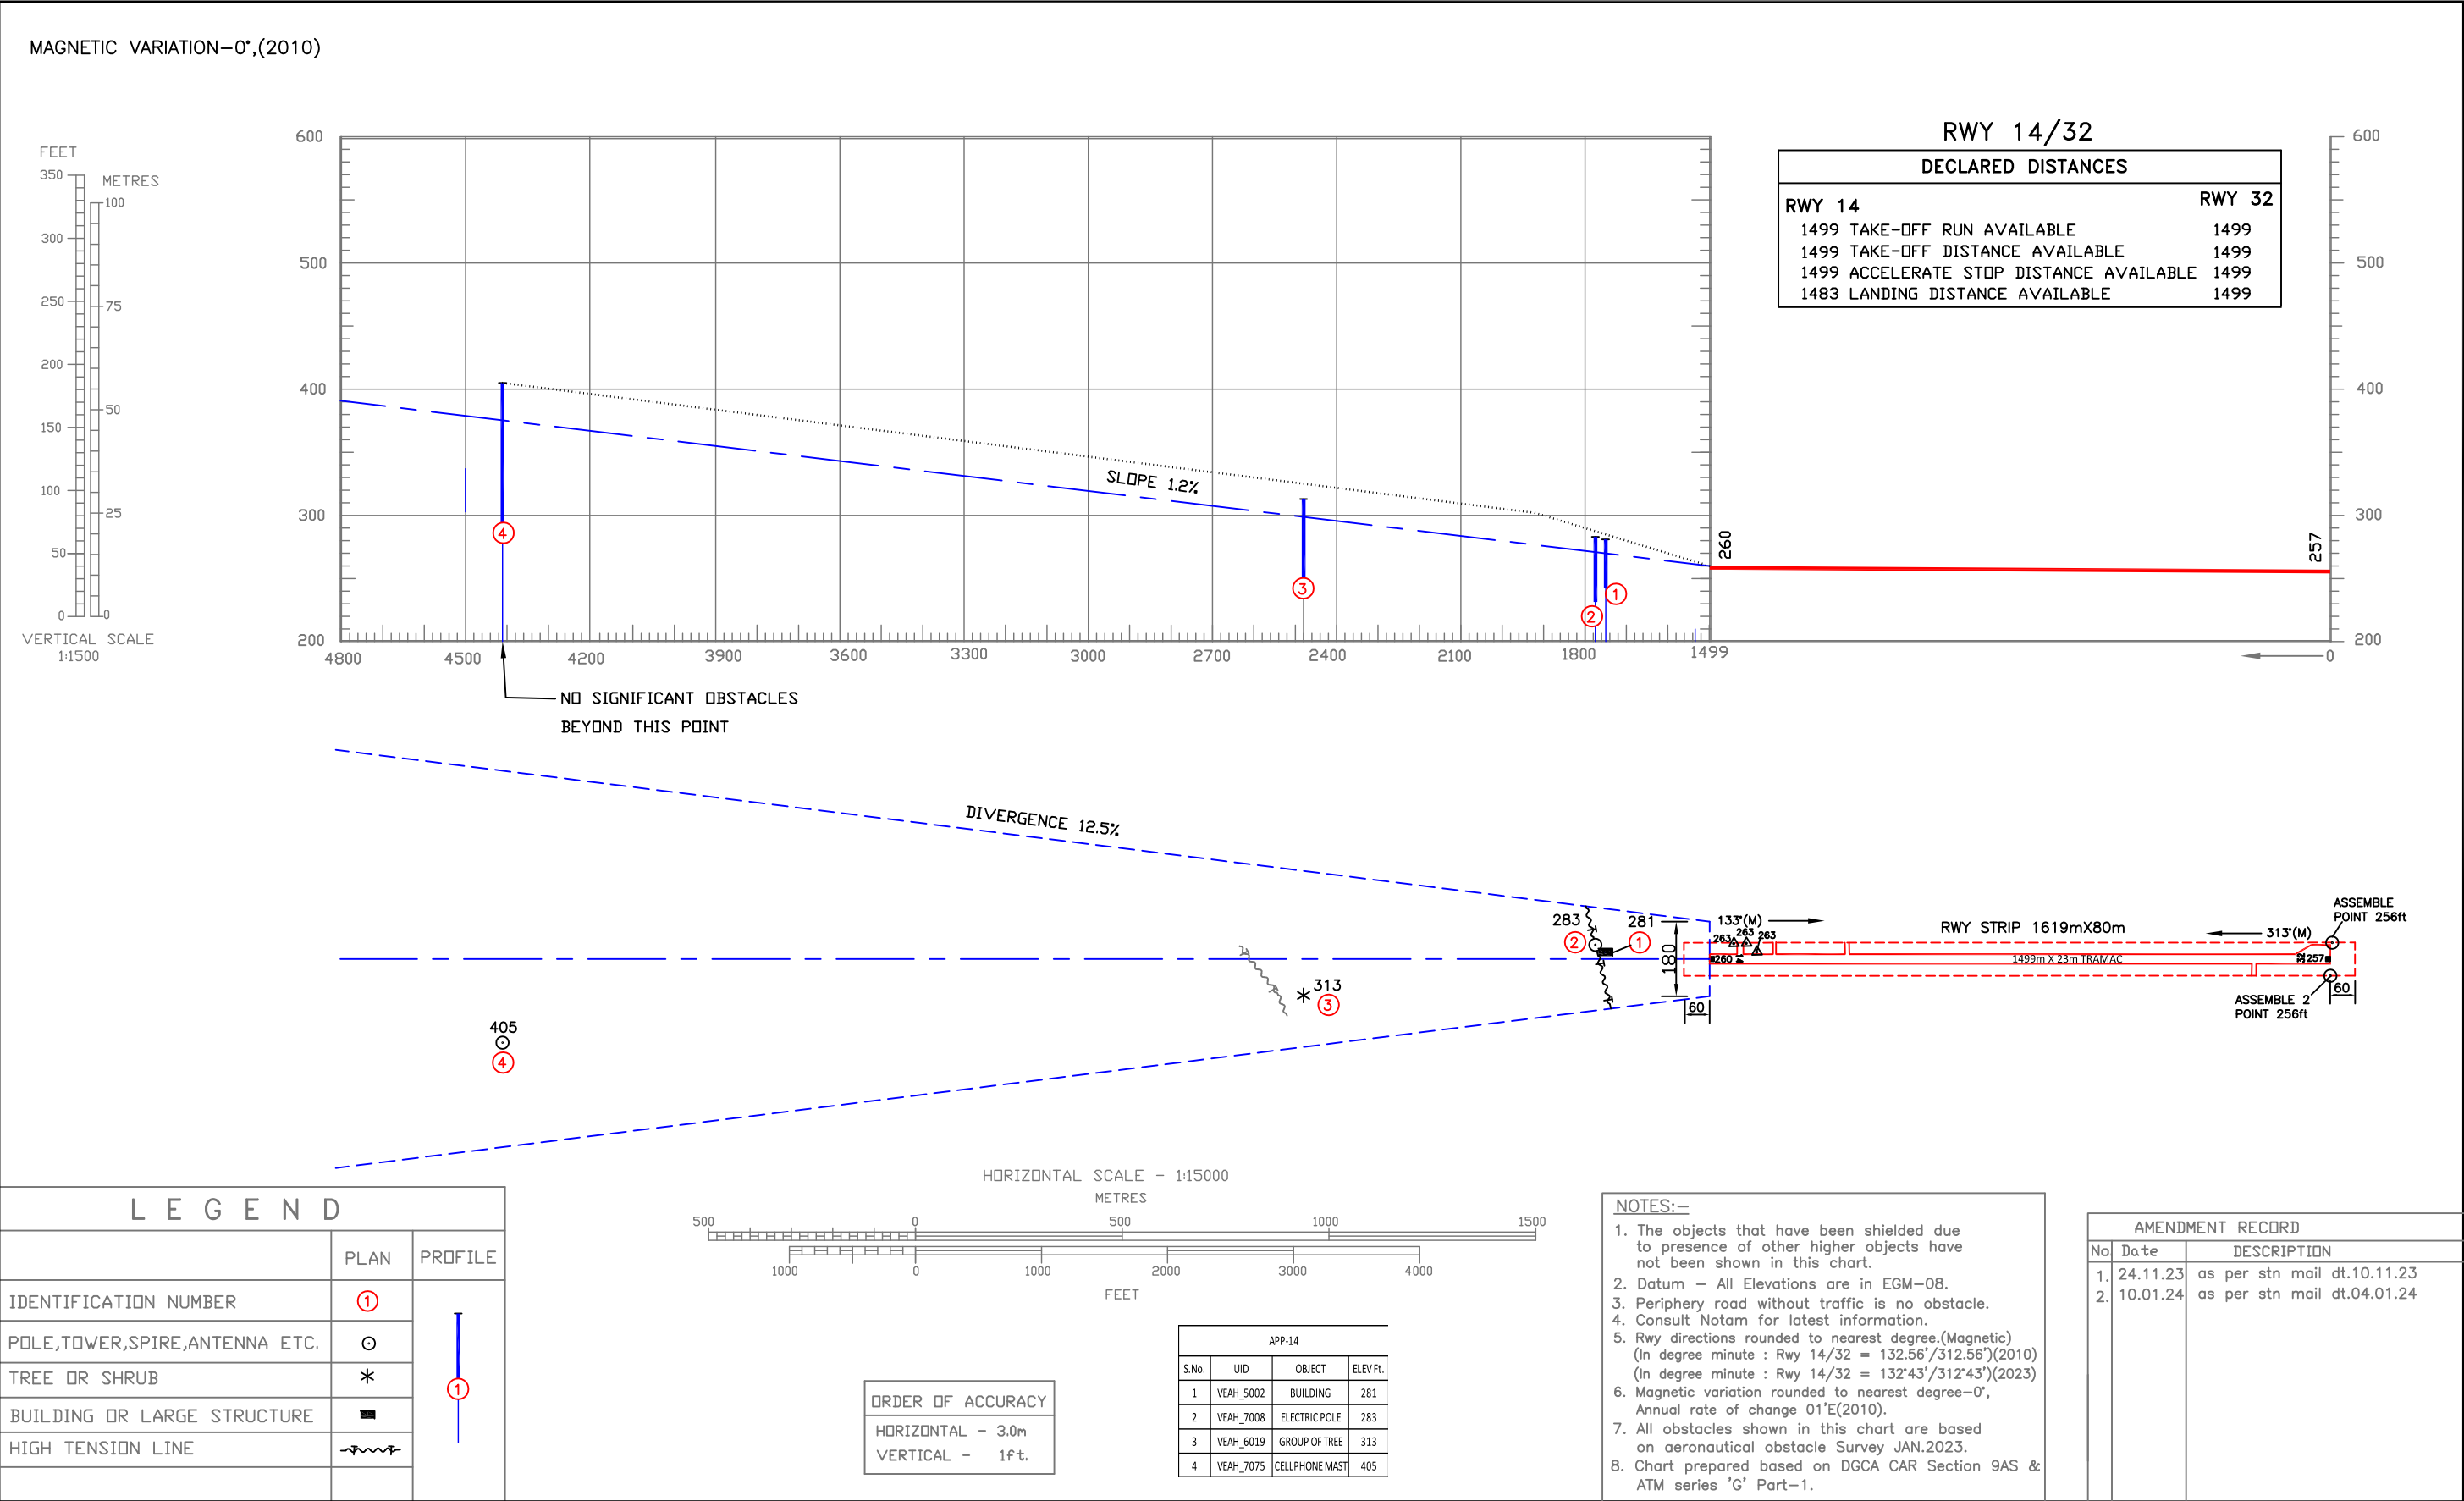 MAGNETIC VARIATION-0°,(2010)
FEET
METRES
350
300
250
200
150
100
50
0
100
75
50
25
0
VERTICAL SCALE
1:1500
600
500
400
300
200
4800 4500 4200 3900 3600 3300 3000 2700 2400 2100 1800 1499 0
SLOPE 1.2%
4
3
2
1
260
257
600
500
400
300
200
NO SIGNIFICANT OBSTACLES
BEYOND THIS POINT
RWY 14/32
DECLARED DISTANCES
RWY 14 RWY 32
1499 TAKE-OFF RUN AVAILABLE 1499
1499 TAKE-OFF DISTANCE AVAILABLE 1499
1499 ACCELERATE STOP DISTANCE AVAILABLE 1499
1483 LANDING DISTANCE AVAILABLE 1499
DIVERGENCE 12.5%
405
4
313
3
283
2
281
1
180
60
133°(M)
263 263 263
260 14
RWY STRIP 1619mX80m
1499m X 23m TRAMAC
313°(M)
32 257
ASSEMBLE
POINT 256ft
ASSEMBLE 2
POINT 256ft
60
LEGEND
PLAN PROFILE
IDENTIFICATION NUMBER 1
POLE,TOWER,SPIRE,ANTENNA ETC.
TREE OR SHRUB
BUILDING OR LARGE STRUCTURE
HIGH TENSION LINE
1
HORIZONTAL SCALE - 1:15000
METRES
500 0 500 1000 1500
1000 0 1000 2000 3000 4000
FEET
ORDER OF ACCURACY
HORIZONTAL - 3.0m
VERTICAL - 1ft.
APP-14
S.No. UID OBJECT ELEV Ft.
1 VEAH_5002 BUILDING 281
2 VEAH_7008 ELECTRIC POLE 283
3 VEAH_6019 GROUP OF TREE 313
4 VEAH_7075 CELLPHONE MAST 405
NOTES:-
1. The objects that have been shielded due
to presence of other higher objects have
not been shown in this chart.
2. Datum - All Elevations are in EGM-08.
3. Periphery road without traffic is no obstacle.
4. Consult Notam for latest information.
5. Rwy directions rounded to nearest degree.(Magnetic)
(In degree minute : Rwy 14/32 = 132.56'/312.56')(2010)
(In degree minute : Rwy 14/32 = 132°43'/312°43')(2023)
6. Magnetic variation rounded to nearest degree-0°,
Annual rate of change 01'E(2010).
7. All obstacles shown in this chart are based
on aeronautical obstacle Survey JAN.2023.
8. Chart prepared based on DGCA CAR Section 9AS &
ATM series 'G' Part-1.
AMENDMENT RECORD
No Date DESCRIPTION
1. 24.11.23 as per stn mail dt.10.11.23
2. 10.01.24 as per stn mail dt.04.01.24